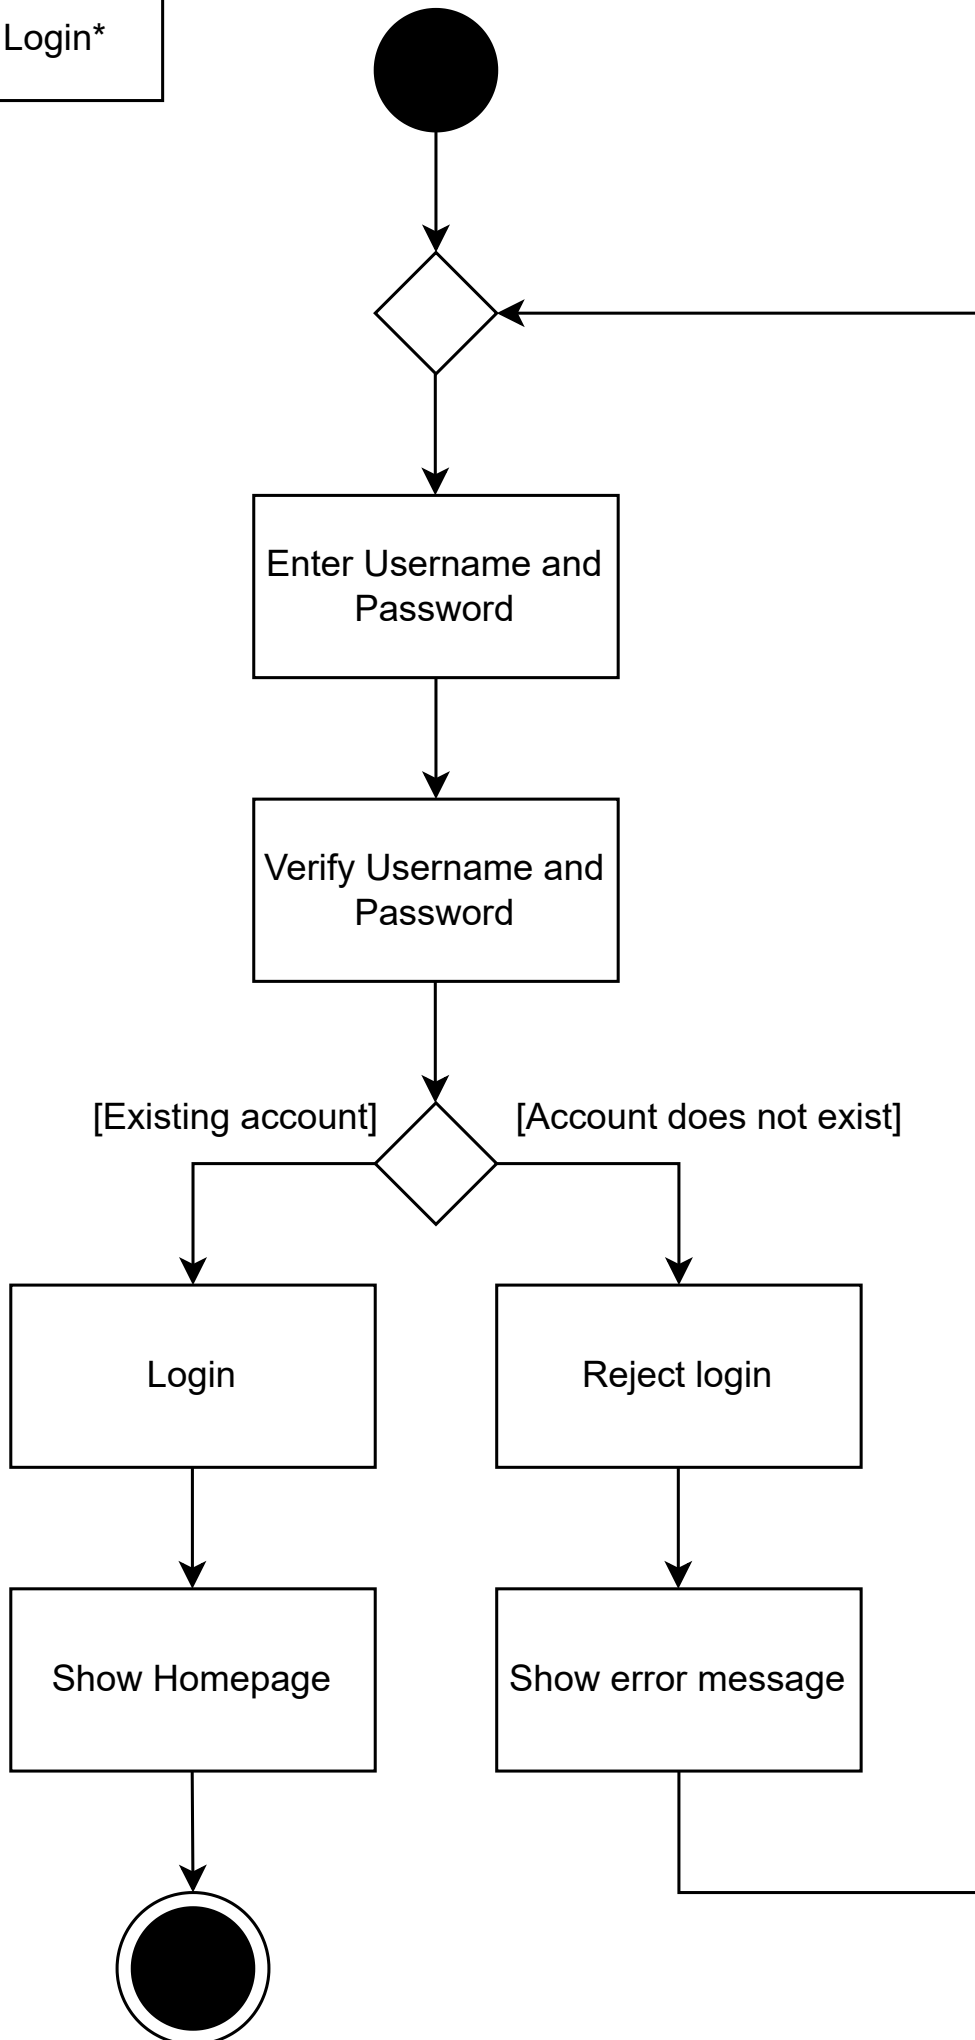 Login*
Enter Username and
Password
Verify Username and
Password
[Existing account]
[Account does not exist]
Login
Reject login
Show Homepage
Show error message